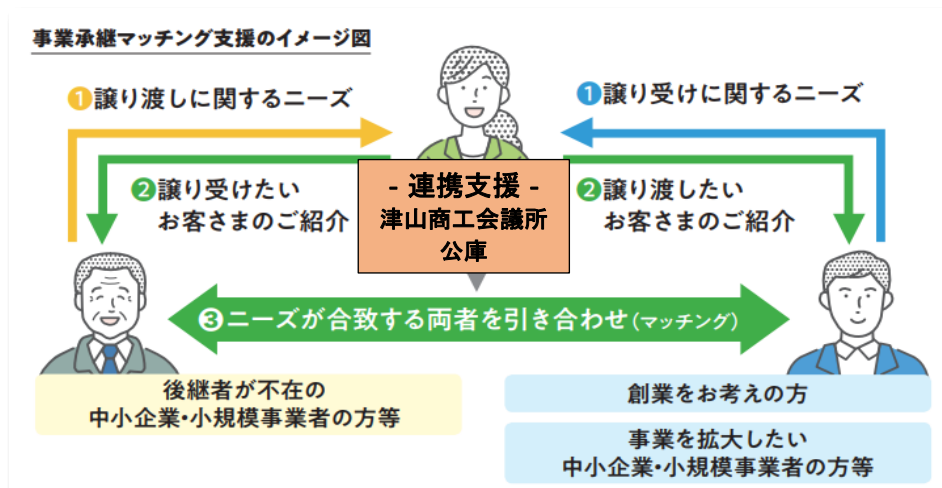 事業承継マッチング支援のイメージ図
❶譲り渡しに関するニーズ
❶譲り受けに関するニーズ
❷譲り受けたい
お客さまのご紹介
- 連携支援 -
津山商工会議所
公庫
❷譲り渡したい
お客さまのご紹介
❸ニーズが合致する両者を引き合わせ(マッチング)
後継者が不在の
中小企業・小規模事業者の方等
創業をお考えの方
事業を拡大したい
中小企業・小規模事業者の方等